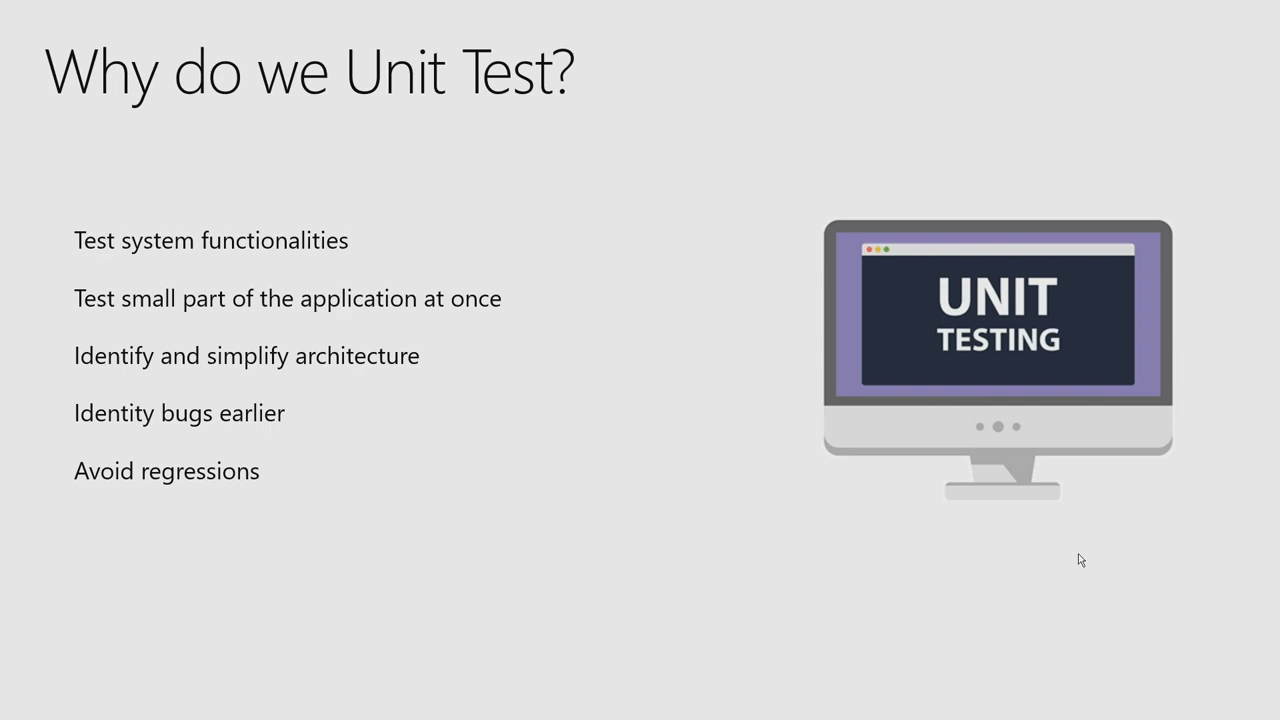 Why do we Unit Test?
Test system functionalities
Test small part of the application at once
Identify and simplify architecture
Identity bugs earlier
Avoid regressions
UNIT
TESTING